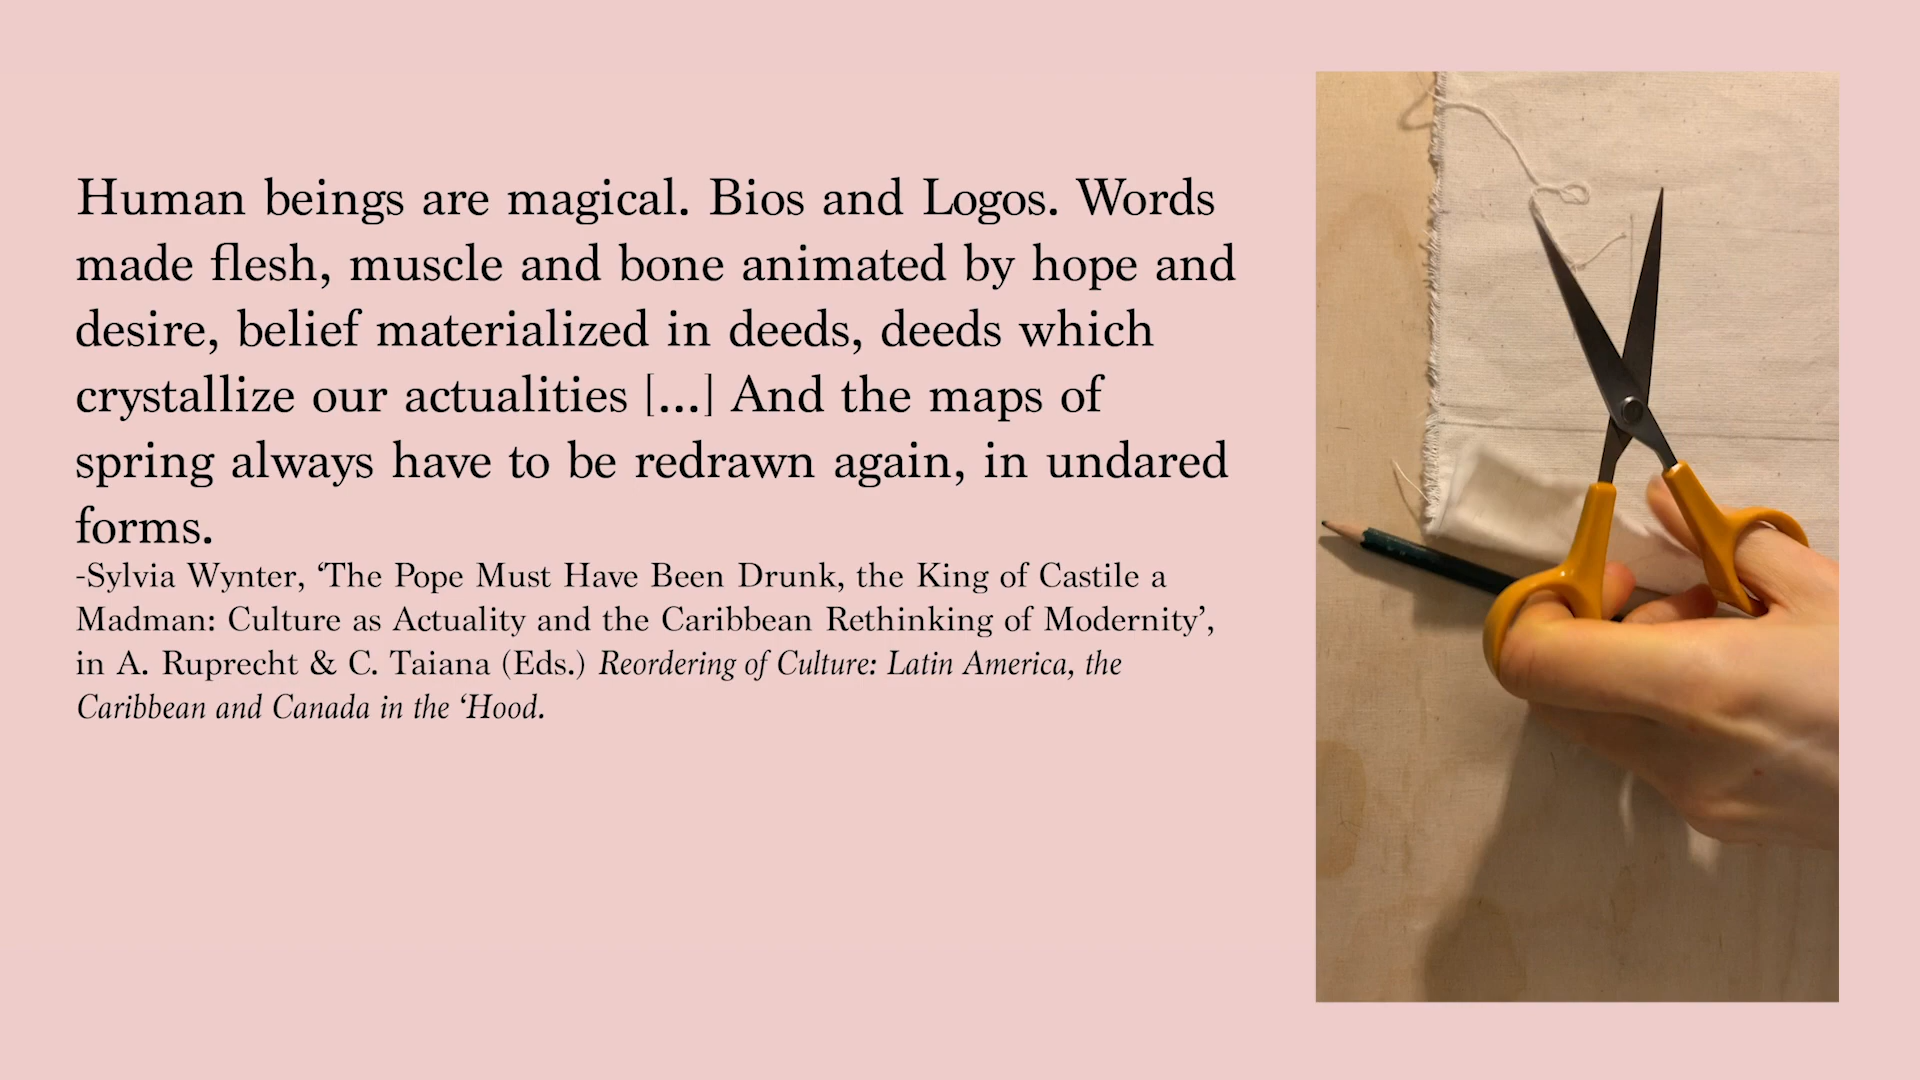 Human beings are magical. Bios and Logos. Words
made flesh, muscle and bone animated by hope and
desire, belief materialized in deeds, deeds which
crystallize our actualities [...] And the maps of
spring always have to be redrawn again, in undared
forms.
-Sylvia Wynter, ‘The Pope Must Have Been Drunk, the King of Castile a
Madman: Culture as Actuality and the Caribbean Rethinking of Modernity’,
in A. Ruprecht & C. Taiana (Eds.) Reordering of Culture: Latin America, the
Caribbean and Canada in the ‘Hood.